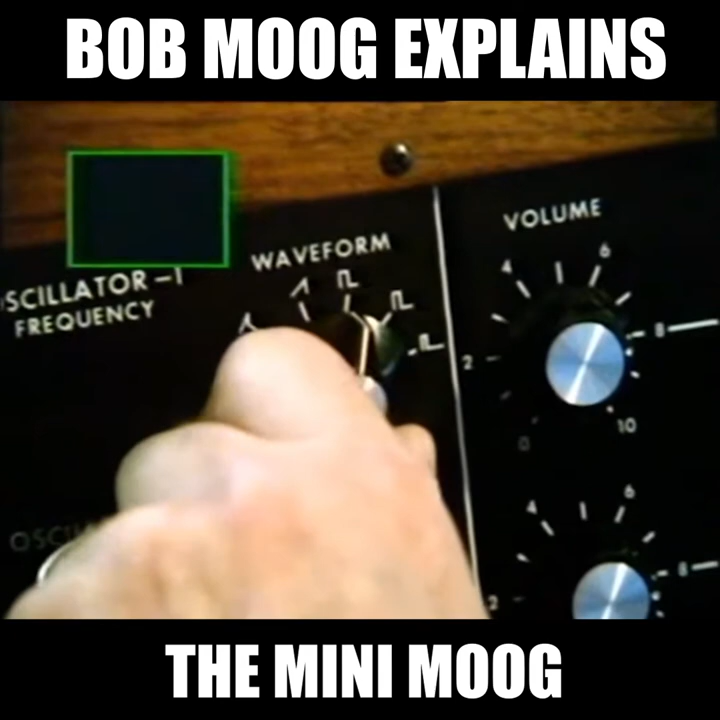 BOB MOOG EXPLAINS
WAVEFORM
VOLUME
SCILLATOR-1
FREQUENCY
4
6
2
8
0
10
OSCI
4
6
2
8
THE MINI MOOG